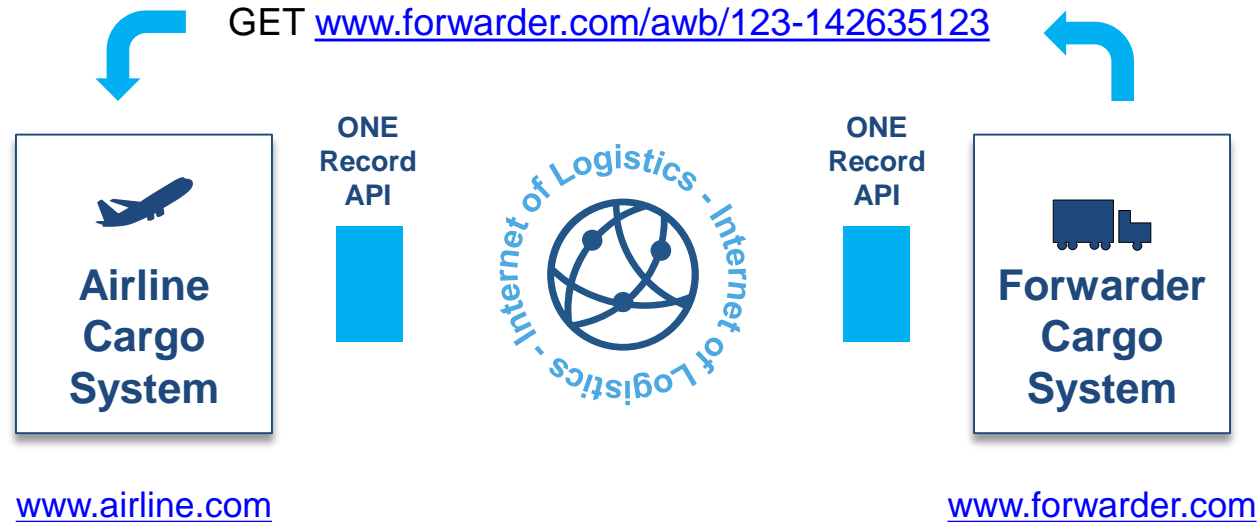 GET www.forwarder.com/awb/123-142635123
ONE
Record
API
ONE
Record
API
Internet of Logistics - Internet of Logistics -
Airline
Cargo
System
Forwarder
Cargo
System
www.airline.com
www.forwarder.com